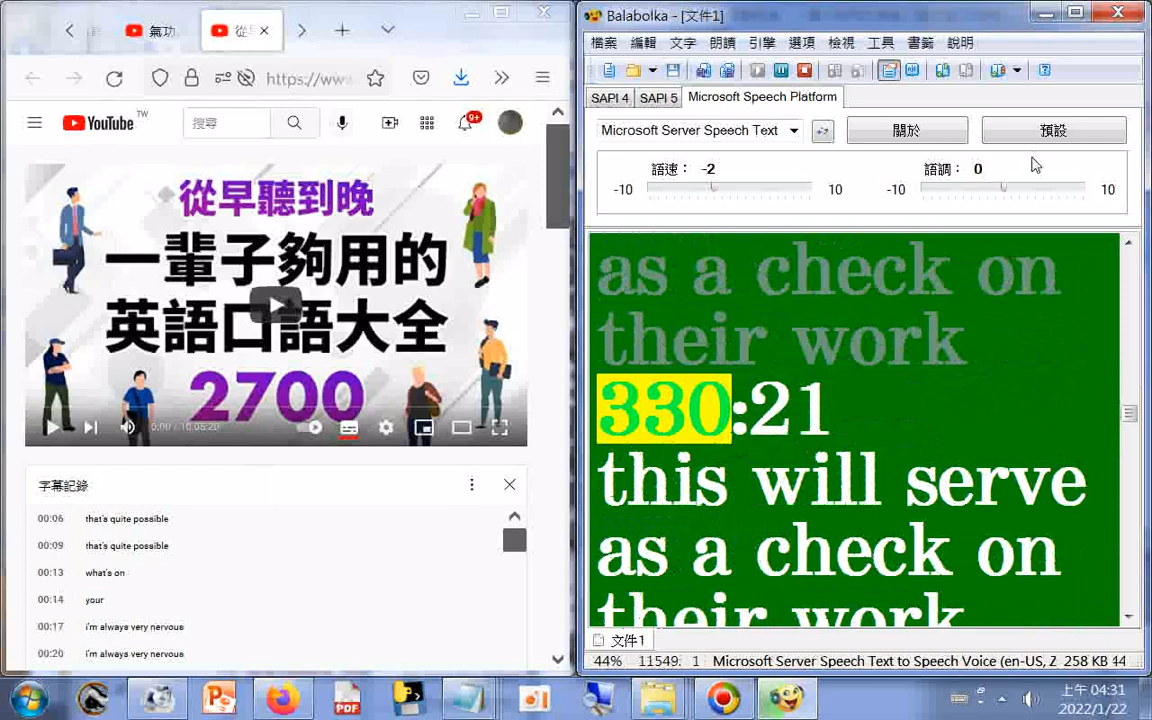 氣功
從
https://www
YouTube TW
搜尋
9+
從早聽到晚
一輩子夠用的
英語口語大全
2700
0:00 / 10:05:20
字幕記錄
00:06 that's quite possible
00:09 that's quite possible
00:13 what's on
00:14 your
00:17 i'm always very nervous
00:20 i'm always very nervous
Balabolka - [文件1]
檔案 編輯 文字 朗讀 引擎 選項 檢視 工具 書籤 說明
SAPI 4 SAPI 5 Microsoft Speech Platform
Microsoft Server Speech Text 關於 預設
語速： -2 語調： 0
-10 10 -10 10
as a check on
their work
330:21
this will serve
as a check on
their work
文件1
44% 11549: 1 Microsoft Server Speech Text to Speech Voice (en-US, Z 258 KB 44
PDF
上午 04:31
2022/1/22